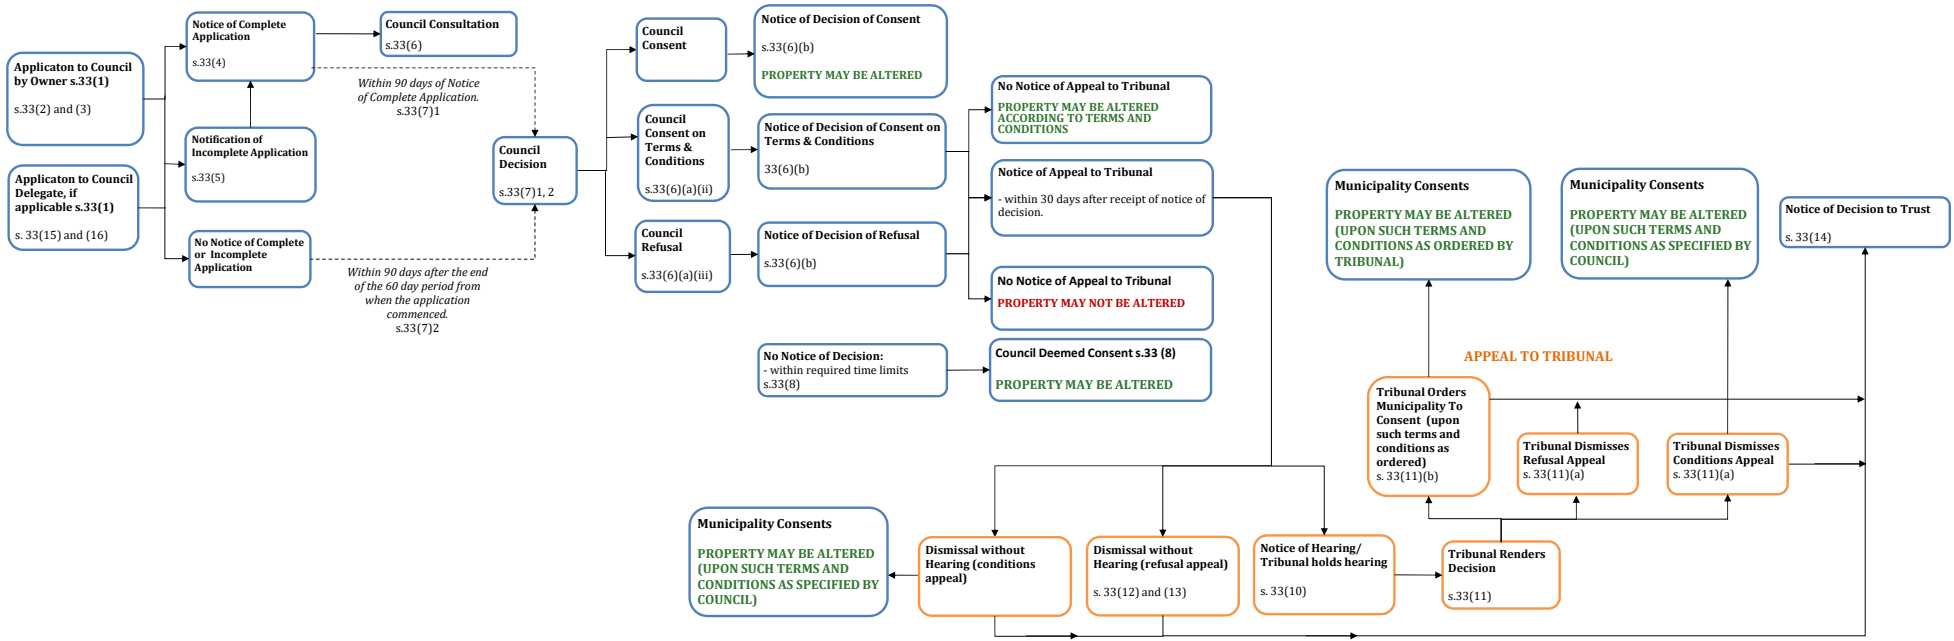 Applicaton to Council
by Owner s.33(1)
s.33(2) and (3)
Applicaton to Council
Delegate, if
applicable s.33(1)
s. 33(15) and (16)
Notice of Complete
Application
s.33(4)
Notification of
Incomplete Application
s.33(5)
No Notice of Complete
or Incomplete
Application
Council Consultation
s.33(6)
Within 90 days of Notice
of Complete Application.
s.33(7)1
Within 90 days after the end
of the 60 day period from
when the application
commenced.
s.33(7)2
Council
Decision
s.33(7)1, 2
Council
Consent
Council
Consent on
Terms &
Conditions
s.33(6)(a)(ii)
Council
Refusal
s.33(6)(a)(iii)
Notice of Decision of Consent
s.33(6)(b)
PROPERTY MAY BE ALTERED
Notice of Decision of Consent on
Terms & Conditions
33(6)(b)
Notice of Decision of Refusal
s.33(6)(b)
No Notice of Decision:
- within required time limits
s.33(8)
No Notice of Appeal to Tribunal
PROPERTY MAY BE ALTERED
ACCORDING TO TERMS AND
CONDITIONS
Notice of Appeal to Tribunal
- within 30 days after receipt of notice of
decision.
No Notice of Appeal to Tribunal
PROPERTY MAY NOT BE ALTERED
Council Deemed Consent s.33 (8)
PROPERTY MAY BE ALTERED
Municipality Consents
PROPERTY MAY BE ALTERED
(UPON SUCH TERMS AND
CONDITIONS AS ORDERED BY
TRIBUNAL)
Municipality Consents
PROPERTY MAY BE ALTERED
(UPON SUCH TERMS AND
CONDITIONS AS SPECIFIED BY
COUNCIL)
Notice of Decision to Trust
s.33(14)
APPEAL TO TRIBUNAL
Tribunal Orders
Municipality To
Consent (upon
such terms and
conditions as
ordered)
s. 33(11)(b)
Tribunal Dismisses
Refusal Appeal
s. 33(11)(a)
Tribunal Dismisses
Conditions Appeal
s. 33(11)(a)
Municipality Consents
PROPERTY MAY BE ALTERED
(UPON SUCH TERMS AND
CONDITIONS AS SPECIFIED BY
COUNCIL)
Dismissal without
Hearing (conditions
appeal)
Dismissal without
Hearing (refusal appeal)
s. 33(12) and (13)
Notice of Hearing/
Tribunal holds hearing
s. 33(10)
Tribunal Renders
Decision
s.33(11)